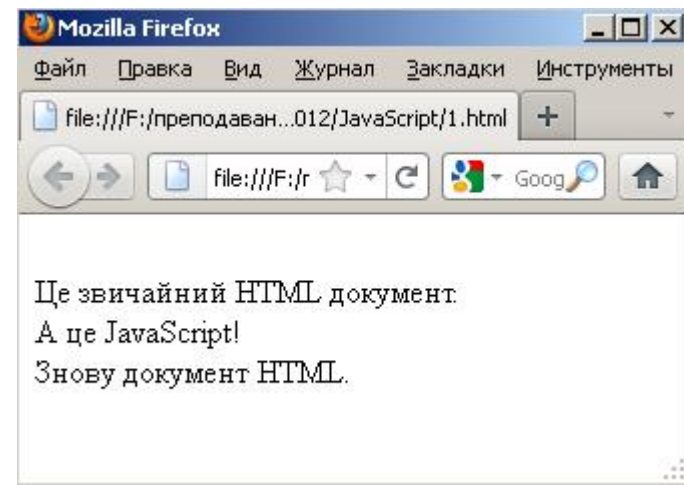 Mozilla Firefox
Файл Правка Вид Журнал Закладки Инструменты
file:///F:/преподаван...012/JavaScript/1.html
file:///F:/r Goog
Це звичайний HTML документ.
А це JavaScript!
Знову документ HTML.